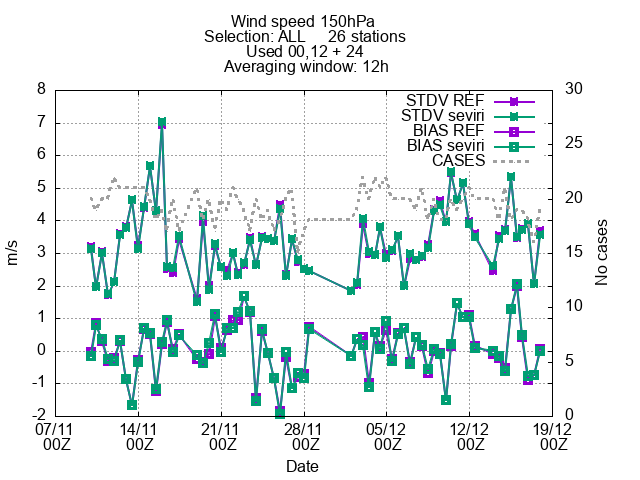 Wind speed 150hPa
Selection: ALL 26 stations
Used 00,12 + 24
Averaging window: 12h
STDV REF
STDV seviri
BIAS REF
BIAS seviri
CASES
m/s
8
7
6
5
4
3
2
1
0
-1
-2
No cases
30
25
20
15
10
5
0
07/11 14/11 21/11 28/11 05/12 12/12 19/12
00Z 00Z 00Z 00Z 00Z 00Z 00Z
Date